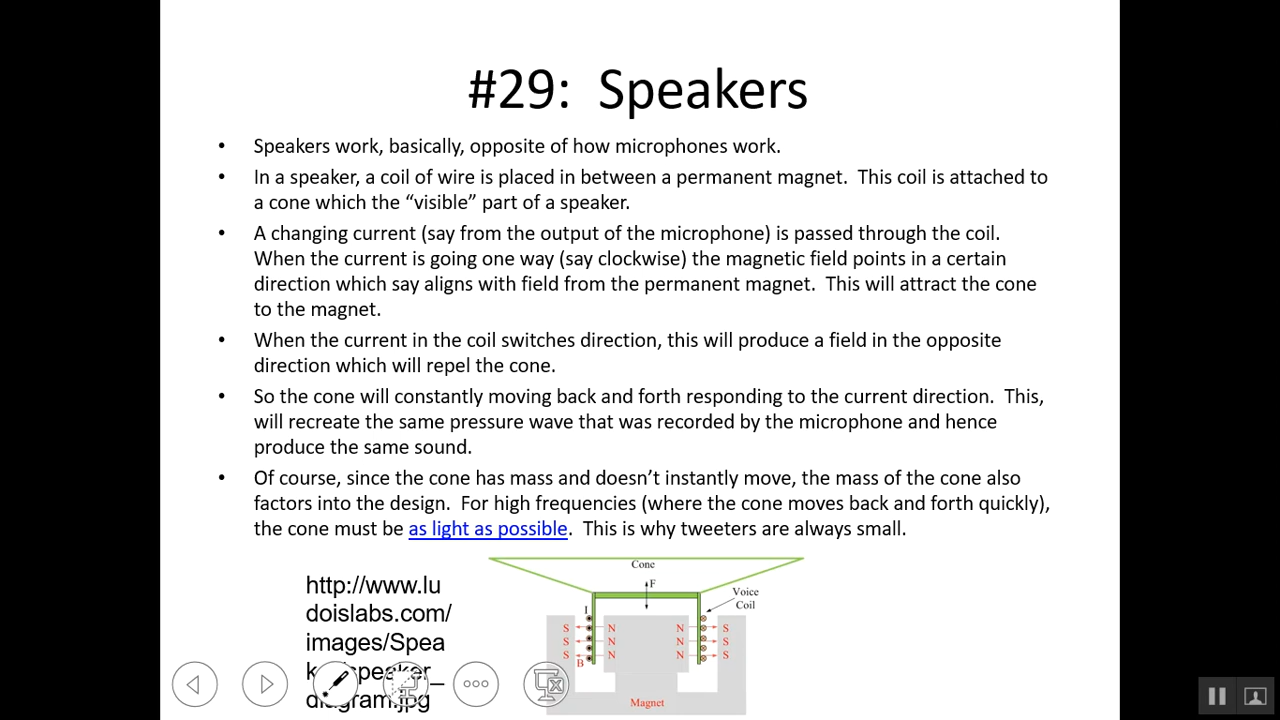 #29:  Speakers
• Speakers work, basically, opposite of how microphones work.
• In a speaker, a coil of wire is placed in between a permanent magnet.  This coil is attached to
a cone which the “visible” part of a speaker.
• A changing current (say from the output of the microphone) is passed through the coil.
When the current is going one way (say clockwise) the magnetic field points in a certain
direction which say aligns with field from the permanent magnet.  This will attract the cone
to the magnet.
• When the current in the coil switches direction, this will produce a field in the opposite
direction which will repel the cone.
• So the cone will constantly moving back and forth responding to the current direction.  This,
will recreate the same pressure wave that was recorded by the microphone and hence
produce the same sound.
• Of course, since the cone has mass and doesn’t instantly move, the mass of the cone also
factors into the design.  For high frequencies (where the cone moves back and forth quickly),
the cone must be as light as possible.  This is why tweeters are always small.
http://www.lu
doislabs.com/
images/Spea
speaker_
diagram.jpg
Cone
F
Voice
Coil
I
S N N S
S N N S
S N N S
B
Magnet